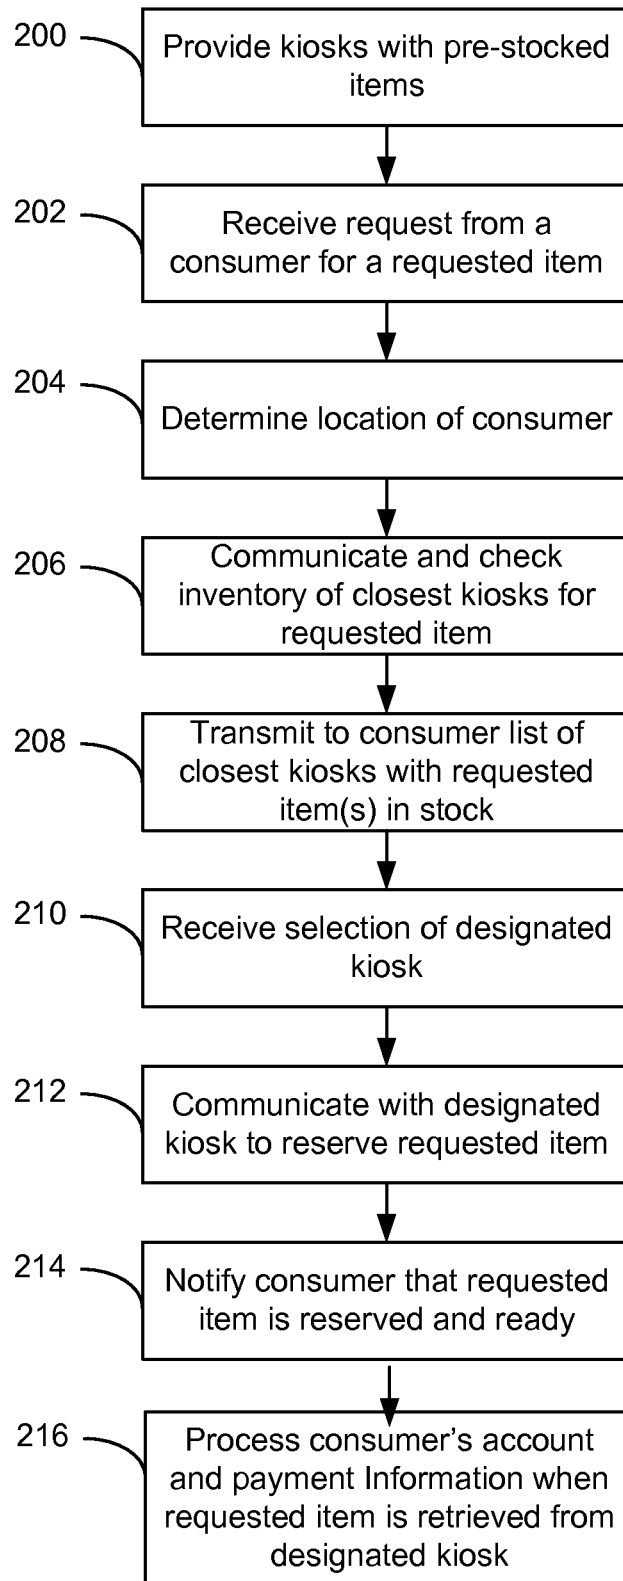 200
Provide kiosks with pre-stocked
items
202
Receive request from a
consumer for a requested item
204
Determine location of consumer
206
Communicate and check
inventory of closest kiosks for
requested item
208
Transmit to consumer list of
closest kiosks with requested
item(s) in stock
210
Receive selection of designated
kiosk
212
Communicate with designated
kiosk to reserve requested item
214
Notify consumer that requested
item is reserved and ready
216
Process consumer’s account
and payment Information when
requested item is retrieved from
designated kiosk